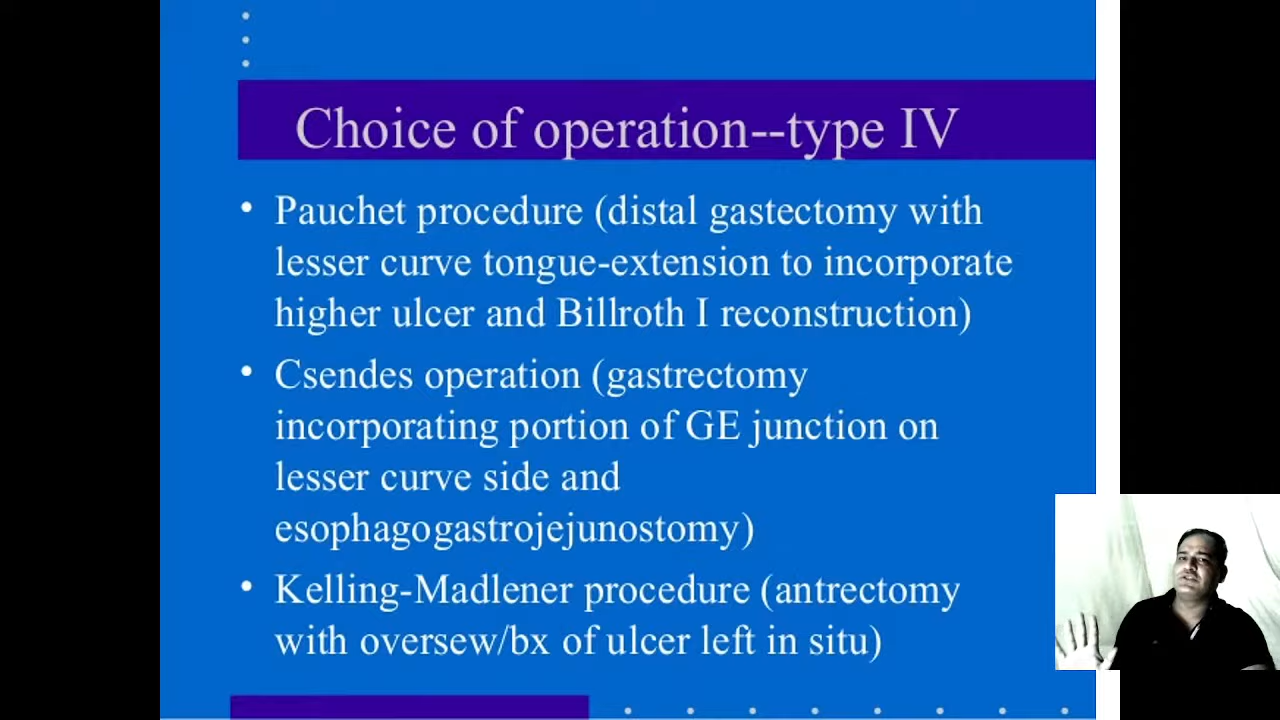 Choice of operation--type IV
• Pauchet procedure (distal gastectomy with
lesser curve tongue-extension to incorporate
higher ulcer and Billroth I reconstruction)
• Csendes operation (gastrectomy
incorporating portion of GE junction on
lesser curve side and
esophagogastrojejunostomy)
• Kelling-Madlener procedure (antrectomy
with oversew/bx of ulcer left in situ)